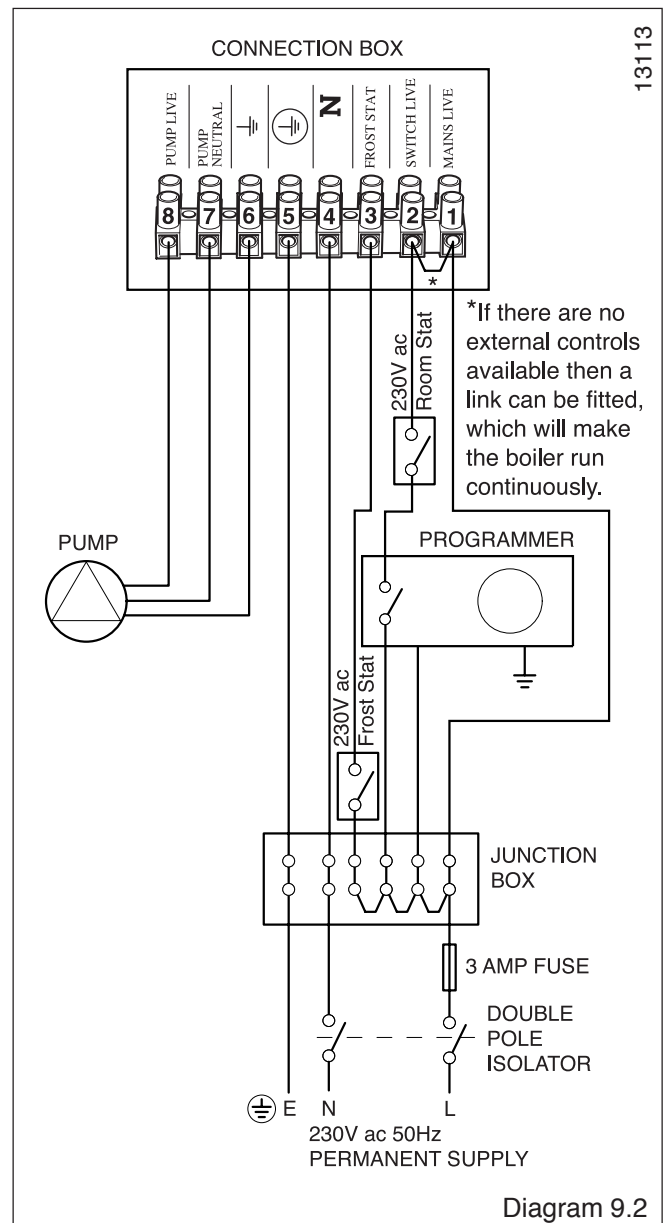 13113
CONNECTION BOX
PUMP LIVE
PUMP
NEUTRAL
N
FROST STAT
SWITCH LIVE
MAINS LIVE
8 7 6 5 4 3 2 1
*
*If there are no
external controls
available then a
link can be fitted,
which will make
the boiler run
continuously.
230V ac
Room Stat
PUMP
PROGRAMMER
230V ac
Frost Stat
JUNCTION
BOX
3 AMP FUSE
DOUBLE
POLE
ISOLATOR
E N L
230V ac 50Hz
PERMANENT SUPPLY
Diagram 9.2